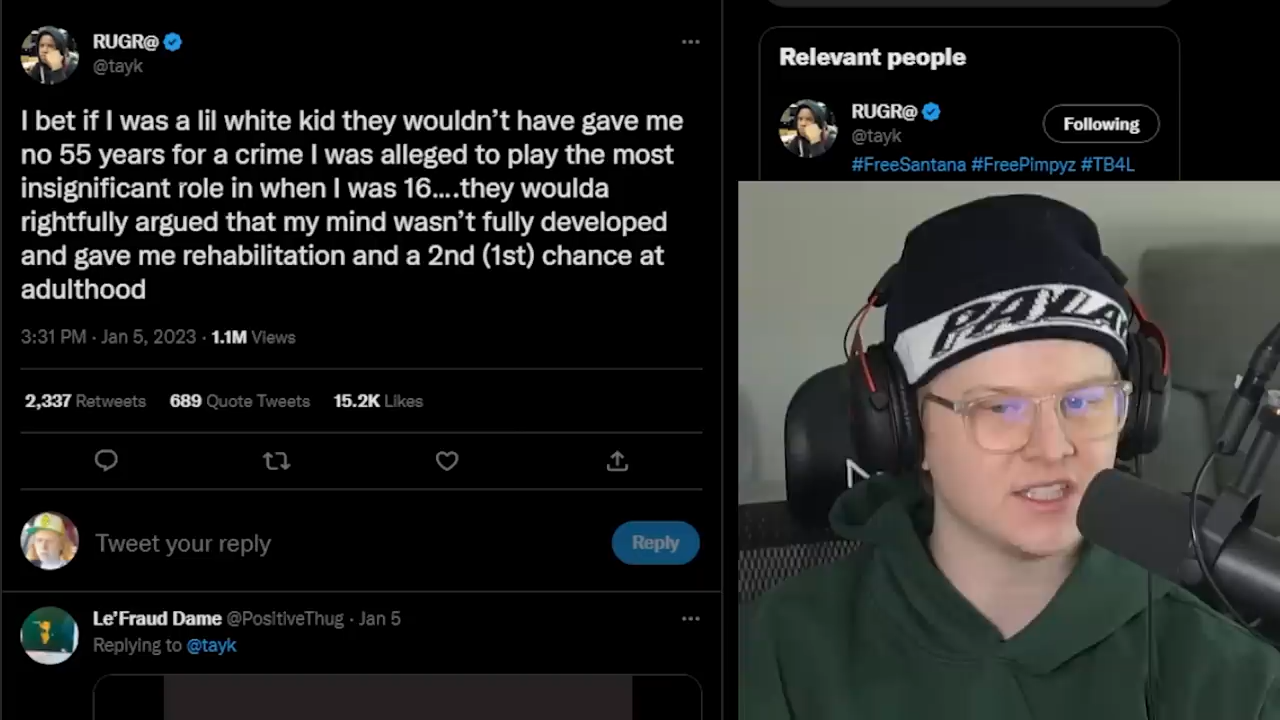 RUGR@
@tayk
I bet if I was a lil white kid they wouldn’t have gave me
no 55 years for a crime I was alleged to play the most
insignificant role in when I was 16....they woulda
rightfully argued that my mind wasn’t fully developed
and gave me rehabilitation and a 2nd (1st) chance at
adulthood
3:31 PM · Jan 5, 2023 · 1.1M Views
2,337 Retweets 689 Quote Tweets 15.2K Likes
Tweet your reply
Reply
Le’Fraud Dame @PositiveThug · Jan 5
Replying to @tayk
Relevant people
RUGR@
@tayk
Following
#FreeSantana #FreePimpyz #TB4L